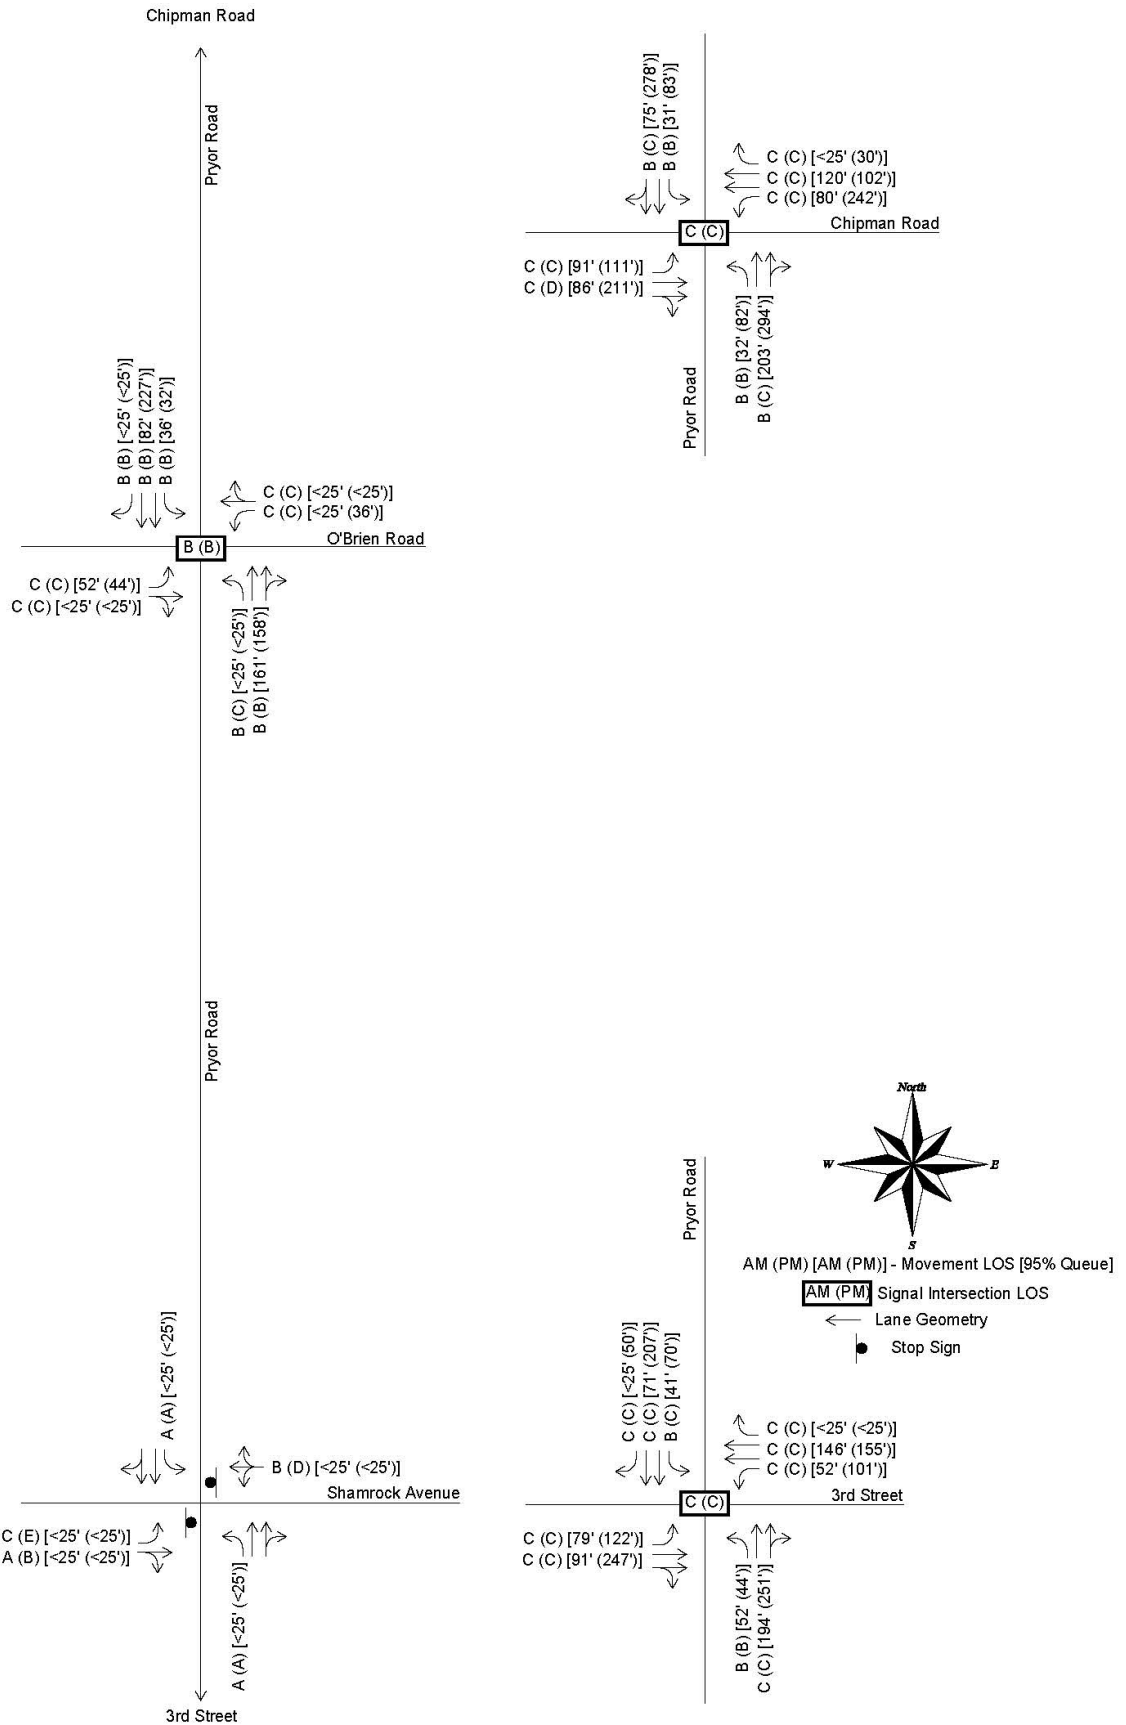 Chipman Road
Pryor Road
B (C) [75' (278')]
B (B) [31' (83')]
C (C) [<25' (30')]
C (C) [120' (102')]
C (C) [80' (242')]
Chipman Road
C (C)
C (C) [91' (111')]
C (D) [86' (211')]
B (B) [32' (82')]
B (C) [203' (294')]
Pryor Road
B (B) [<25' (<25')]
B (B) [82' (227')]
B (B) [36' (32')]
C (C) [<25' (<25')]
C (C) [<25' (36')]
O'Brien Road
B (B)
C (C) [52' (44')]
C (C) [<25' (<25')]
B (C) [<25' (<25')]
B (B) [161' (158')]
Pryor Road
North
W
E
S
AM (PM) [AM (PM)] - Movement LOS [95% Queue]
AM (PM) Signal Intersection LOS
Lane Geometry
Stop Sign
A (A) [<25' (<25')]
B (D) [<25' (<25')]
Shamrock Avenue
C (E) [<25' (<25')]
A (B) [<25' (<25')]
A (A) [<25' (<25')]
3rd Street
Pryor Road
C (C) [<25' (50')]
C (C) [71' (207')]
B (C) [41' (70')]
C (C) [<25' (<25')]
C (C) [146' (155')]
C (C) [52' (101')]
3rd Street
C (C)
C (C) [79' (122')]
C (C) [91' (247')]
B (B) [52' (44')]
C (C) [194' (251')]